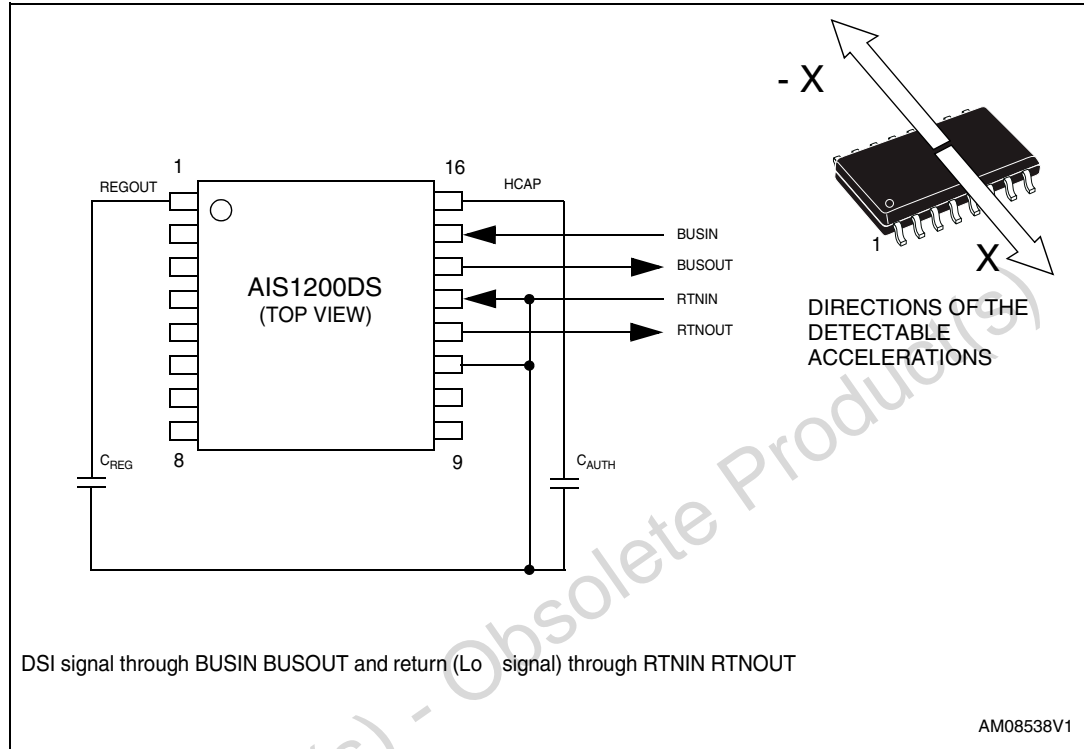 - X
1
16
REGOUT
HCAP
BUSIN
BUSOUT
AIS1200DS
(TOP VIEW)
RTNIN
RTNOUT
8
9
C_REG
C_AUTH
1
X
DIRECTIONS OF THE
DETECTABLE
ACCELERATIONS
DSI signal through BUSIN BUSOUT and return (Lo signal) through RTNIN RTNOUT
(s) - Obsolete Product(s)
AM08538V1